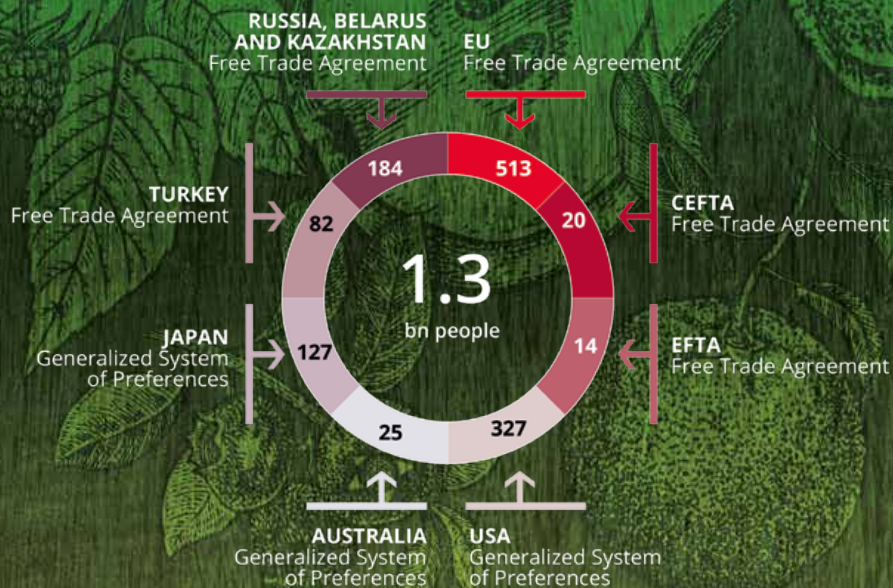 RUSSIA, BELARUS
AND KAZAKHSTAN
Free Trade Agreement
EU
Free Trade Agreement
184
513
TURKEY
Free Trade Agreement
82
20
CEFTA
Free Trade Agreement
1.3
bn people
JAPAN
Generalized System
of Preferences
127
14
EFTA
Free Trade Agreement
25
327
AUSTRALIA
Generalized System
of Preferences
USA
Generalized System
of Preferences